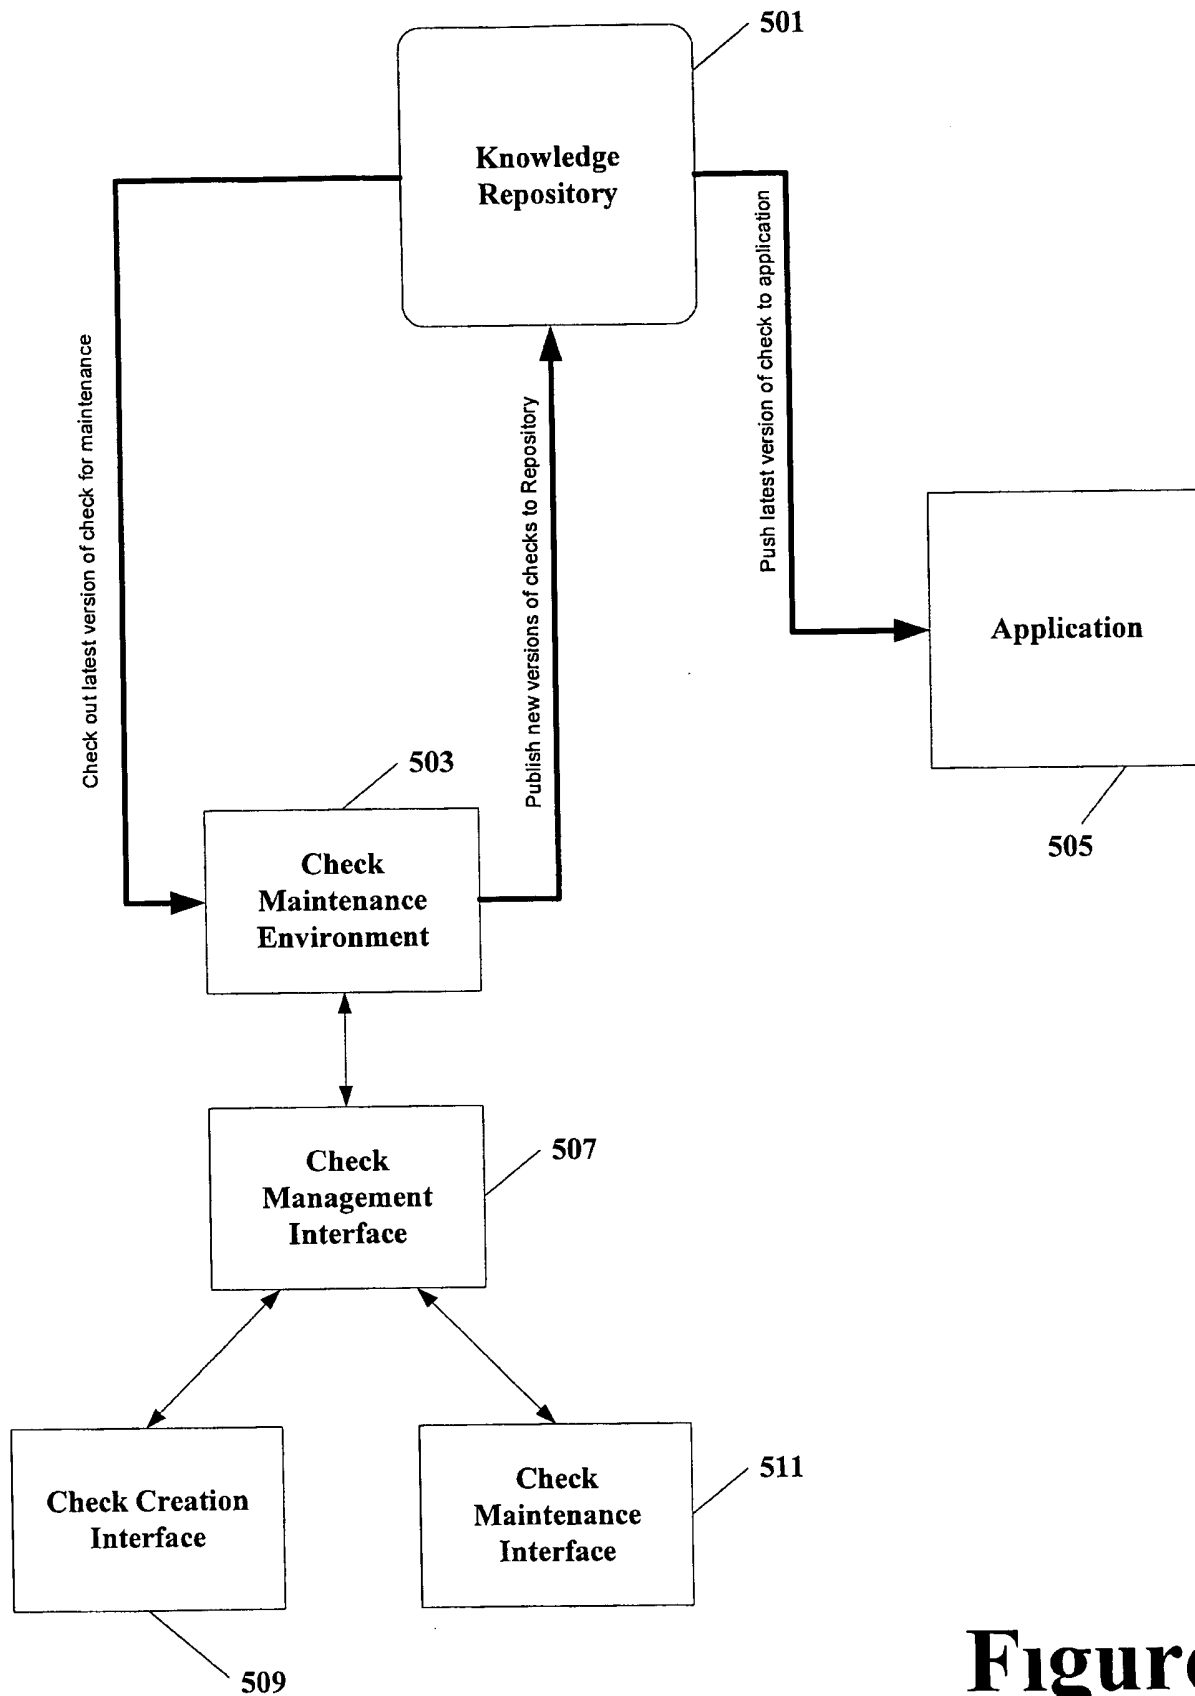 501
Knowledge
Repository
Check out latest version of check for maintenance
Publish new versions of checks to Repository
Push latest version of check to application
Application
505
503
Check
Maintenance
Environment
507
Check
Management
Interface
Check Creation
Interface
509
Check
Maintenance
Interface
511
Figure